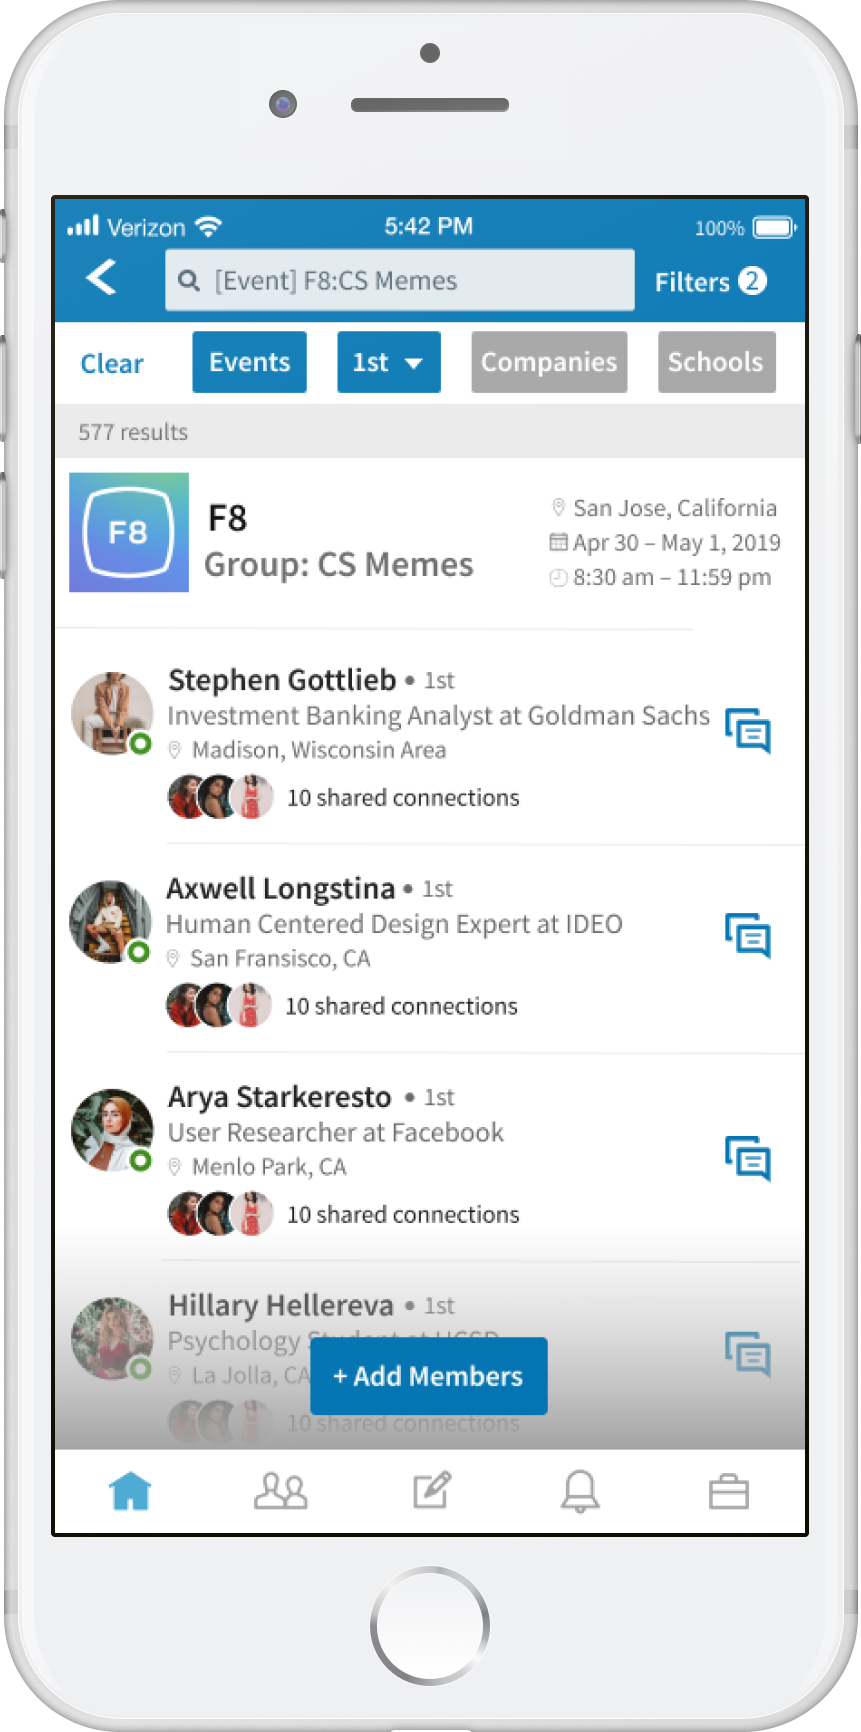 Verizon 5:42 PM 100%
[Event] F8:CS Memes Filters 2
Clear Events 1st Companies Schools
577 results
F8
F8
Group: CS Memes
San Jose, California
Apr 30 – May 1, 2019
8:30 am – 11:59 pm
Stephen Gottlieb • 1st
Investment Banking Analyst at Goldman Sachs
Madison, Wisconsin Area
10 shared connections
Axwell Longstina • 1st
Human Centered Design Expert at IDEO
San Fransisco, CA
10 shared connections
Arya Starkeresto • 1st
User Researcher at Facebook
Menlo Park, CA
10 shared connections
Hillary Hellereva • 1st
Psychology Student at UCSD
La Jolla, CA
+ Add Members
10 shared connections